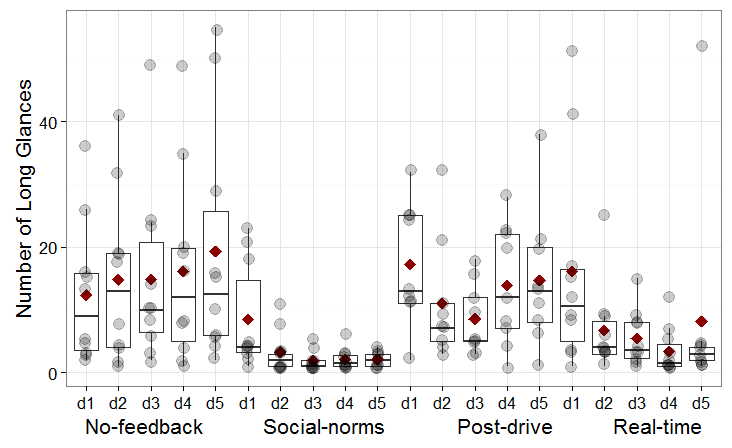 Number of Long Glances
40
20
0
d1 d2 d3 d4 d5 d1 d2 d3 d4 d5 d1 d2 d3 d4 d5 d1 d2 d3 d4 d5
No-feedback Social-norms Post-drive Real-time